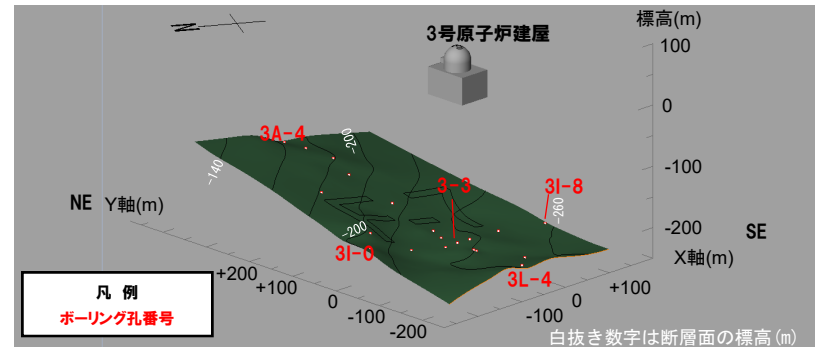 N
標高(m)
3号原子炉建屋
100
0
-100
-200
3A-4
-200
-140
3-3
3I-8
-260
NE Y軸(m)
SE
X軸(m)
-200
3I-0
3L-4
+200
+100
0
-100
-200
+100
0
-100
凡 例
ボーリング孔番号
白抜き数字は断層面の標高(m)